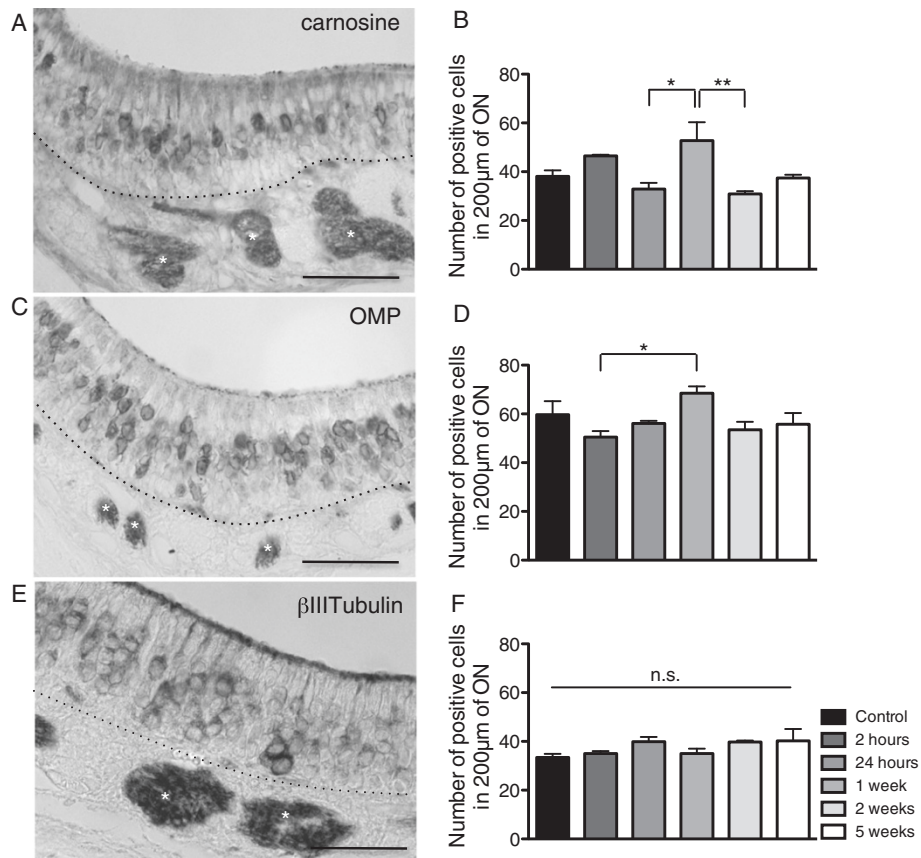 A
carnosine
*
*
*
B
Number of positive cells
in 200µm of ON
80
60
40
20
0
*
**
C
OMP
*
*
*
D
Number of positive cells
in 200µm of ON
80
60
40
20
0
*
E
βIIITubulin
*
*
F
Number of positive cells
in 200µm of ON
80
60
40
20
0
n.s.
Control
2 hours
24 hours
1 week
2 weeks
5 weeks